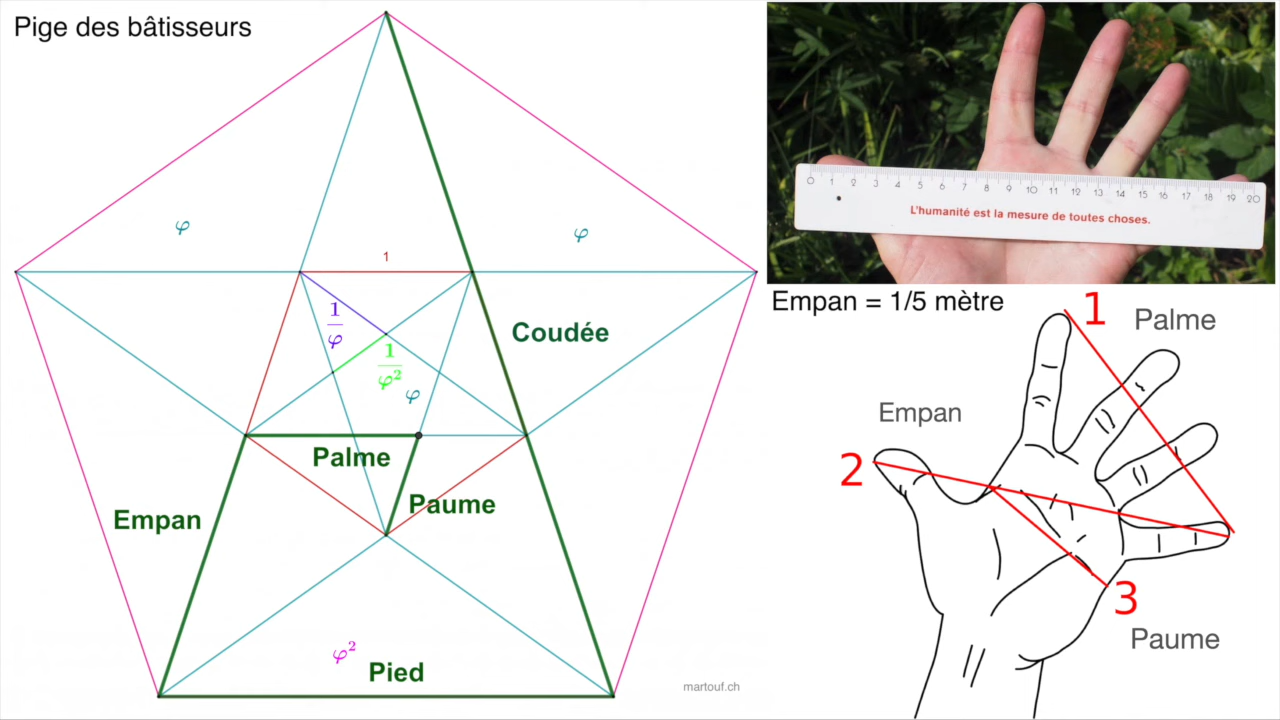 Pige des bâtisseurs
φ
φ
1
1/φ
1/φ²
φ
Coudée
Palme
Paume
Empan
φ²
Pied
martouf.ch
0 1 2 3 4 5 6 7 8 9 10 11 12 13 14 15 16 17 18 19 20
L'humanité est la mesure de toutes choses.
Empan = 1/5 mètre
1
Palme
Empan
2
3
Paume